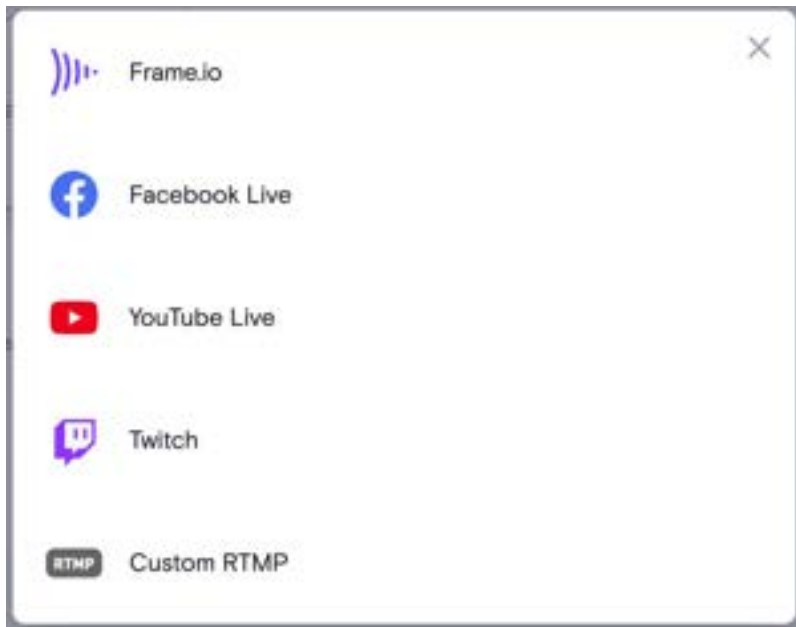 Frame.io
Facebook Live
YouTube Live
Twitch
RTMP Custom RTMP